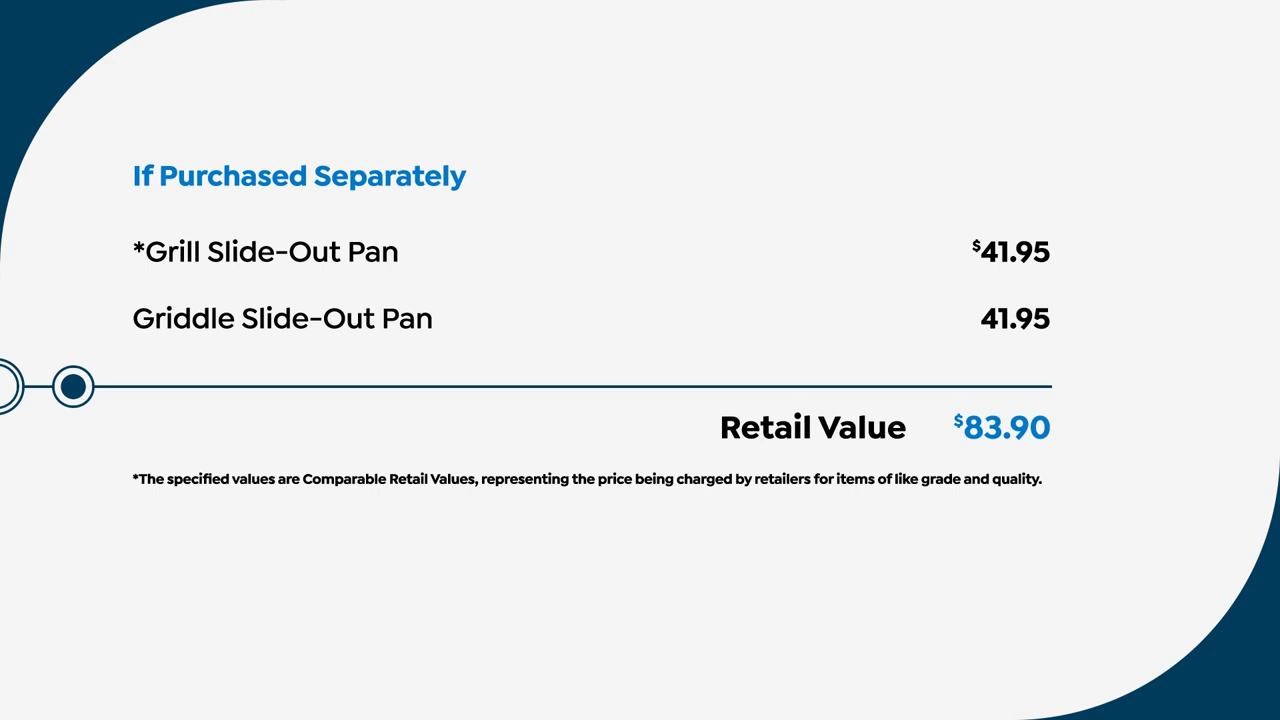 If Purchased Separately
*Grill Slide-Out Pan $41.95
Griddle Slide-Out Pan 41.95
Retail Value $83.90
*The specified values are Comparable Retail Values, representing the price being charged by retailers for items of like grade and quality.